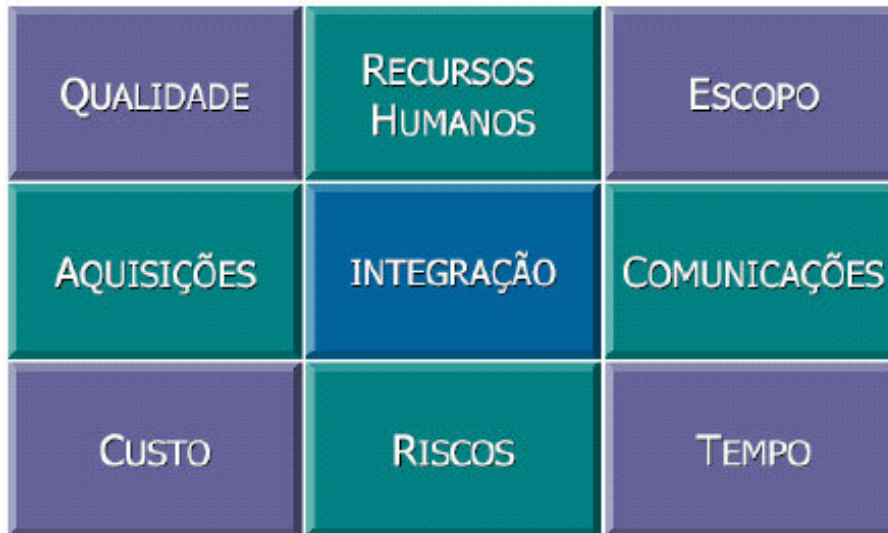 QUALIDADE
RECURSOS
HUMANOS
ESCOPO
AQUISIÇÕES
INTEGRAÇÃO
COMUNICAÇÕES
CUSTO
RISCOS
TEMPO